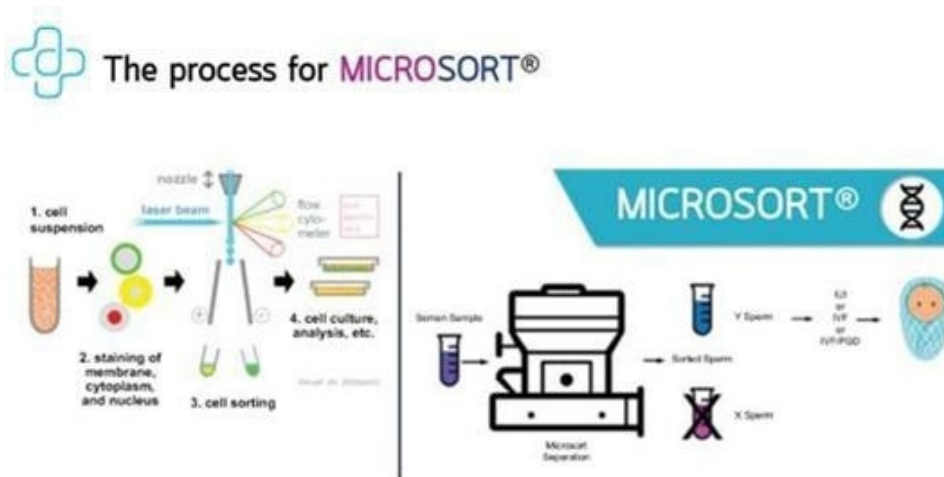 The process for MICROSORT®
nozzle
laser beam
flow
cyto-
meter
1. cell
suspension
2. staining of
membrane,
cytoplasm,
and nucleus
3. cell sorting
4. cell culture,
analysis, etc.
MICROSORT®
Semen Sample
Microsort
Separation
Sorted Sperm
Y Sperm
X Sperm
IUI
or
IVF
or
IVF/PGD